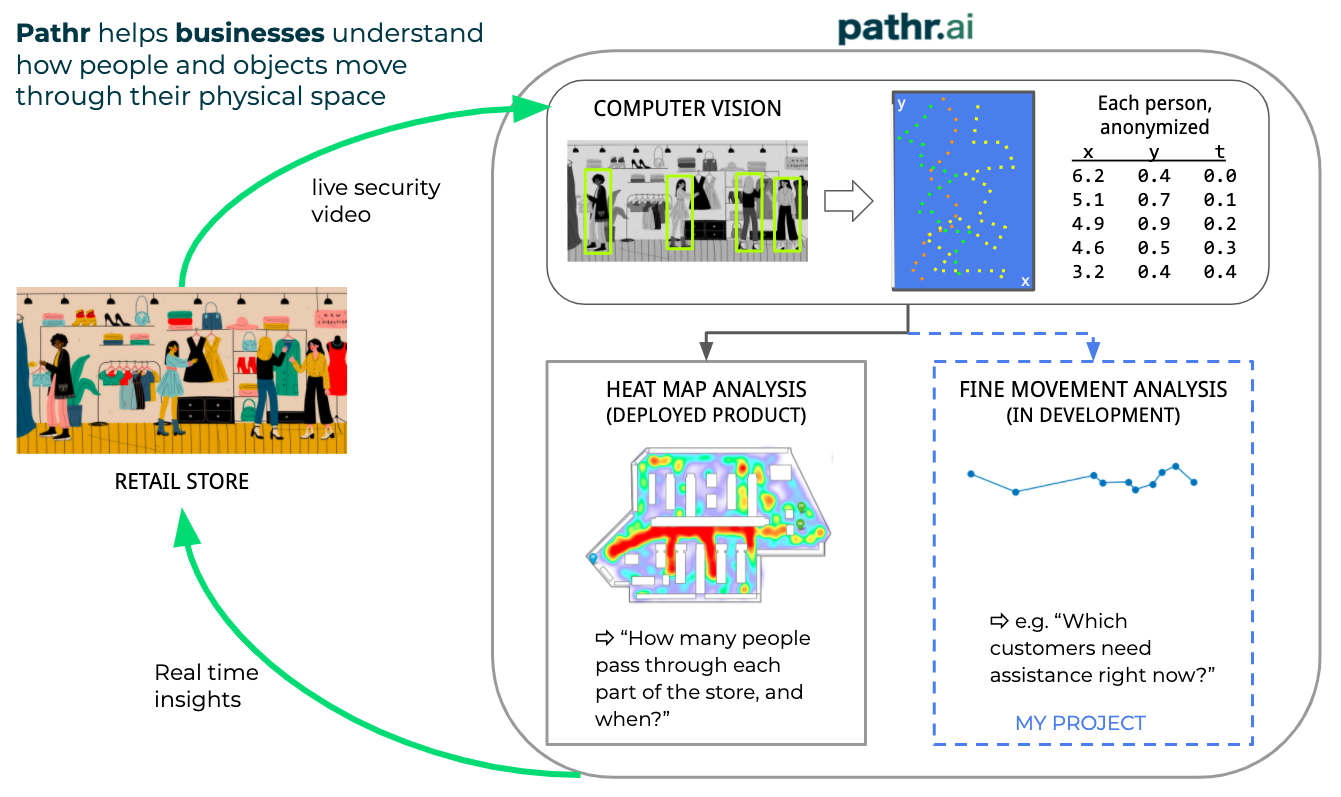 Pathr helps businesses understand
how people and objects move
through their physical space
pathr.ai
live security
video
COMPUTER VISION
y
x
Each person,
anonymized
x y t
6.2 0.4 0.0
5.1 0.7 0.1
4.9 0.9 0.2
4.6 0.5 0.3
3.2 0.4 0.4
RETAIL STORE
HEAT MAP ANALYSIS
(DEPLOYED PRODUCT)
⇨ “How many people
pass through each
part of the store, and
when?”
FINE MOVEMENT ANALYSIS
(IN DEVELOPMENT)
⇨ e.g. “Which
customers need
assistance right now?”
MY PROJECT
Real time
insights